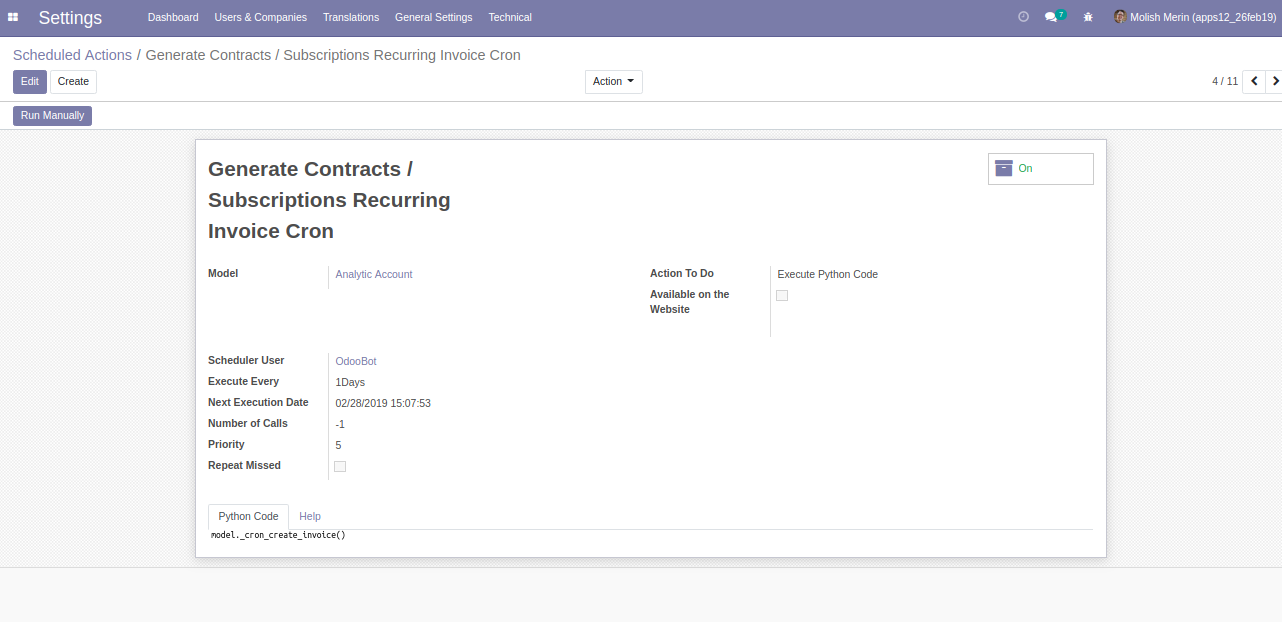 Settings Dashboard Users & Companies Translations General Settings Technical 7 Molish Merin (apps12_26feb19)
Scheduled Actions / Generate Contracts / Subscriptions Recurring Invoice Cron
Edit Create Action 4 / 11
Run Manually
Generate Contracts /
Subscriptions Recurring
Invoice Cron
On
Model Analytic Account
Action To Do Execute Python Code
Available on the
Website
Scheduler User OdooBot
Execute Every 1Days
Next Execution Date 02/28/2019 15:07:53
Number of Calls -1
Priority 5
Repeat Missed
Python Code Help
model._cron_create_invoice()